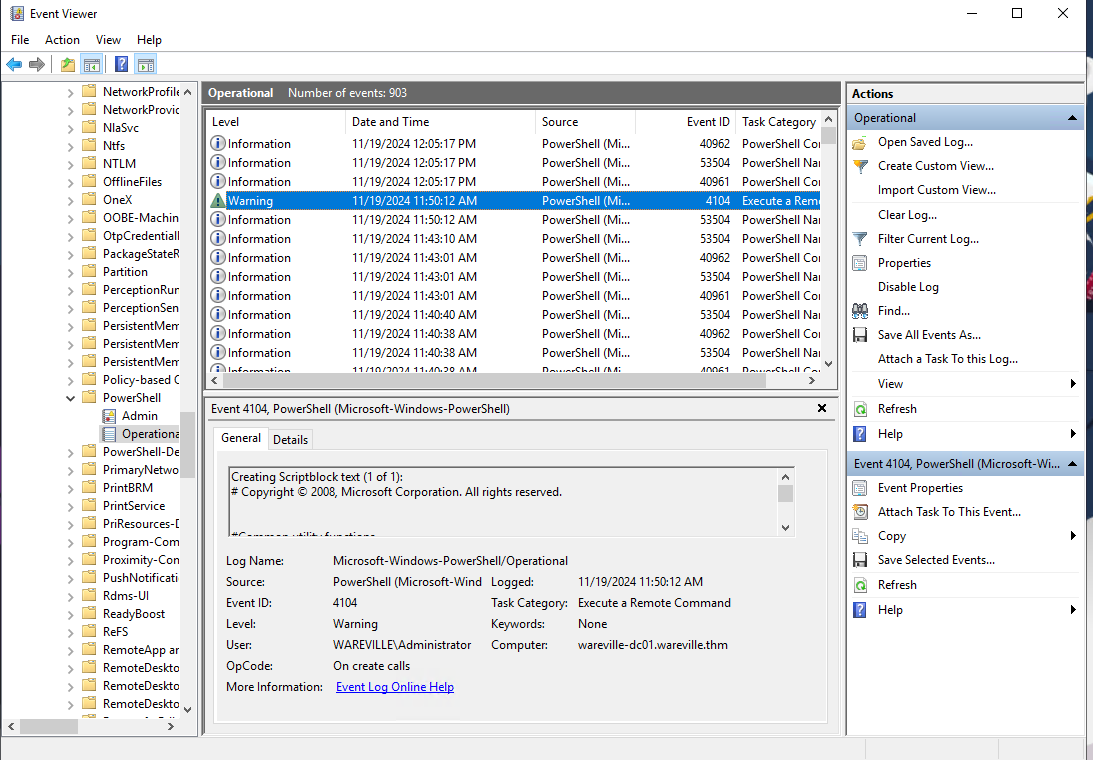 Event Viewer
File Action View Help
NetworkProfile
NetworkProvic
NlaSvc
Ntfs
NTLM
OfflineFiles
OneX
OOBE-Machin
OtpCredentiall
PackageStateR
Partition
PerceptionRun
PerceptionSen
PersistentMem
PersistentMem
PersistentMem
Policy-based
PowerShell
Admin
Operationa
PowerShell-De
PrimaryNetwo
PrintBRM
PrintService
PriResources-D
Program-Com
Proximity-Con
PushNotificati
Rdms-UI
ReadyBoost
ReFS
RemoteApp an
RemoteDeskto
RemoteDeskto
RemoteDeskto
Operational Number of events: 903
Level Date and Time Source Event ID Task Category
Information 11/19/2024 12:05:17 PM PowerShell (Mi... 40962 PowerShell Cor
Information 11/19/2024 12:05:17 PM PowerShell (Mi... 53504 PowerShell Nar
Information 11/19/2024 12:05:17 PM PowerShell (Mi... 40961 PowerShell Cor
Warning 11/19/2024 11:50:12 AM PowerShell (Mi... 4104 Execute a Remo
Information 11/19/2024 11:50:12 AM PowerShell (Mi... 53504 PowerShell Nar
Information 11/19/2024 11:43:10 AM PowerShell (Mi... 53504 PowerShell Nar
Information 11/19/2024 11:43:01 AM PowerShell (Mi... 40962 PowerShell Cor
Information 11/19/2024 11:43:01 AM PowerShell (Mi... 53504 PowerShell Nar
Information 11/19/2024 11:43:01 AM PowerShell (Mi... 40961 PowerShell Cor
Information 11/19/2024 11:40:40 AM PowerShell (Mi... 53504 PowerShell Nar
Information 11/19/2024 11:40:38 AM PowerShell (Mi... 40962 PowerShell Cor
Information 11/19/2024 11:40:38 AM PowerShell (Mi... 53504 PowerShell Nar
Information 11/19/2024 11:40:38 AM PowerShell (Mi... 40961 PowerShell Cor
Event 4104, PowerShell (Microsoft-Windows-PowerShell)
General Details
Creating Scriptblock text (1 of 1):
# Copyright © 2008, Microsoft Corporation. All rights reserved.
#Common utility functions
Log Name: Microsoft-Windows-PowerShell/Operational
Source: PowerShell (Microsoft-Wind Logged: 11/19/2024 11:50:12 AM
Event ID: 4104 Task Category: Execute a Remote Command
Level: Warning Keywords: None
User: WAREVILLE\Administrator Computer: wareville-dc01.wareville.thm
OpCode: On create calls
More Information: Event Log Online Help
Actions
Operational
Open Saved Log...
Create Custom View...
Import Custom View...
Clear Log...
Filter Current Log...
Properties
Disable Log
Find...
Save All Events As...
Attach a Task To this Log...
View
Refresh
Help
Event 4104, PowerShell (Microsoft-Wi...
Event Properties
Attach Task To This Event...
Copy
Save Selected Events...
Refresh
Help